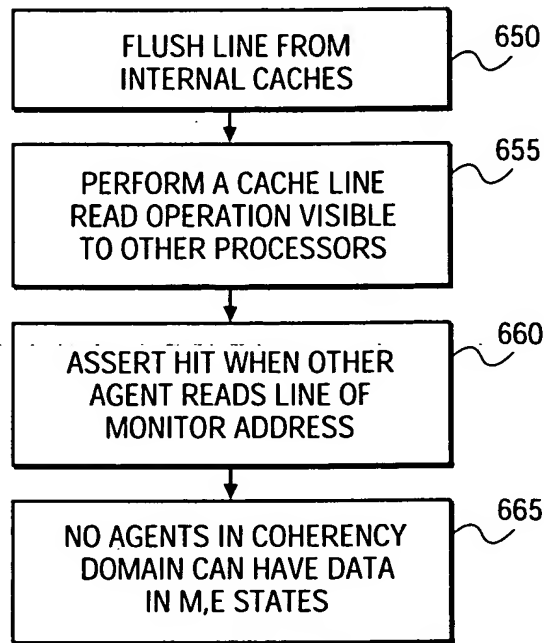 FLUSH LINE FROM
INTERNAL CACHES
650
PERFORM A CACHE LINE
READ OPERATION VISIBLE
TO OTHER PROCESSORS
655
ASSERT HIT WHEN OTHER
AGENT READS LINE OF
MONITOR ADDRESS
660
NO AGENTS IN COHERENCY
DOMAIN CAN HAVE DATA
IN M,E STATES
665